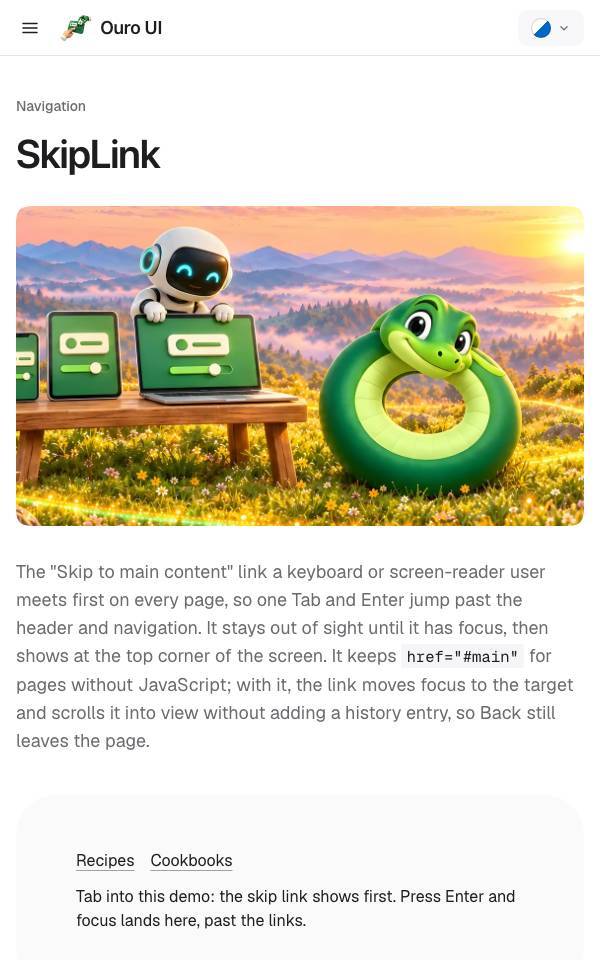 Ouro UI
Navigation
SkipLink
The "Skip to main content" link a keyboard or screen-reader user
meets first on every page, so one Tab and Enter jump past the
header and navigation. It stays out of sight until it has focus, then
shows at the top corner of the screen. It keeps href="#main" for
pages without JavaScript; with it, the link moves focus to the target
and scrolls it into view without adding a history entry, so Back still
leaves the page.
Recipes Cookbooks
Tab into this demo: the skip link shows first. Press Enter and
focus lands here, past the links.